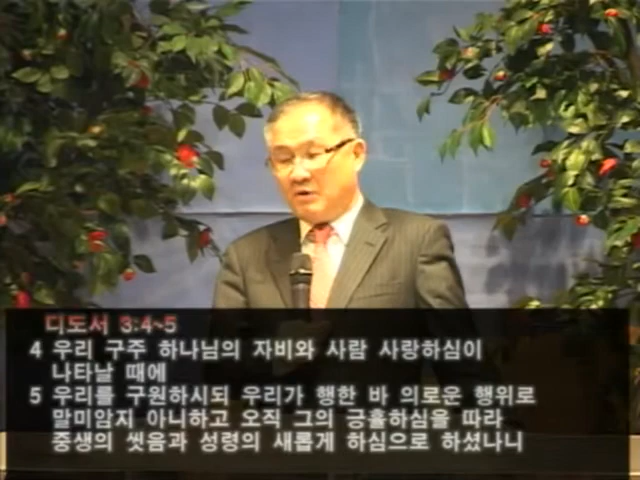 디도서 3:4~5
4 우리 구주 하나님의 자비와 사람 사랑하심이
나타날 때에
5 우리를 구원하시되 우리가 행한 바 의로운 행위로
말미암지 아니하고 오직 그의 긍휼하심을 따라
중생의 씻음과 성령의 새롭게 하심으로 하셨나니